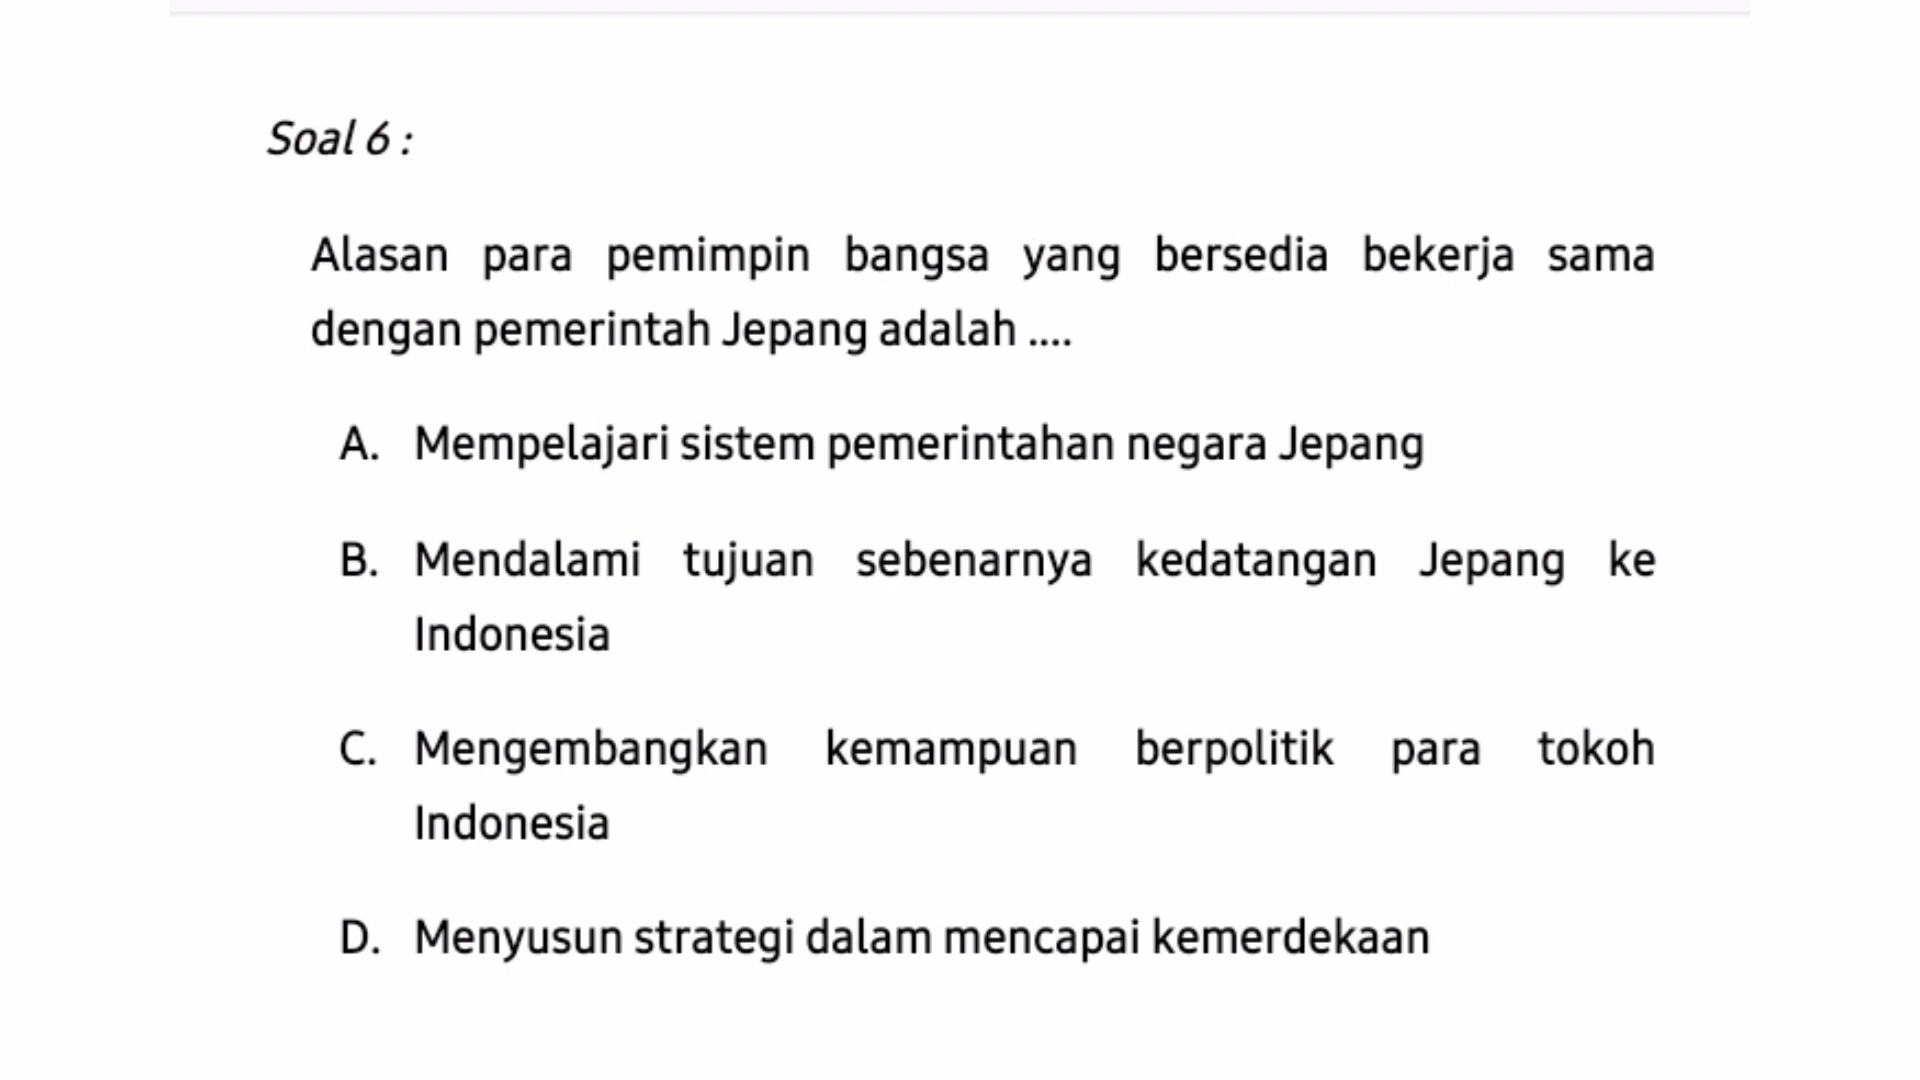 Soal 6 :
Alasan para pemimpin bangsa yang bersedia bekerja sama
dengan pemerintah Jepang adalah ....
A. Mempelajari sistem pemerintahan negara Jepang
B. Mendalami tujuan sebenarnya kedatangan Jepang ke
Indonesia
C. Mengembangkan kemampuan berpolitik para tokoh
Indonesia
D. Menyusun strategi dalam mencapai kemerdekaan